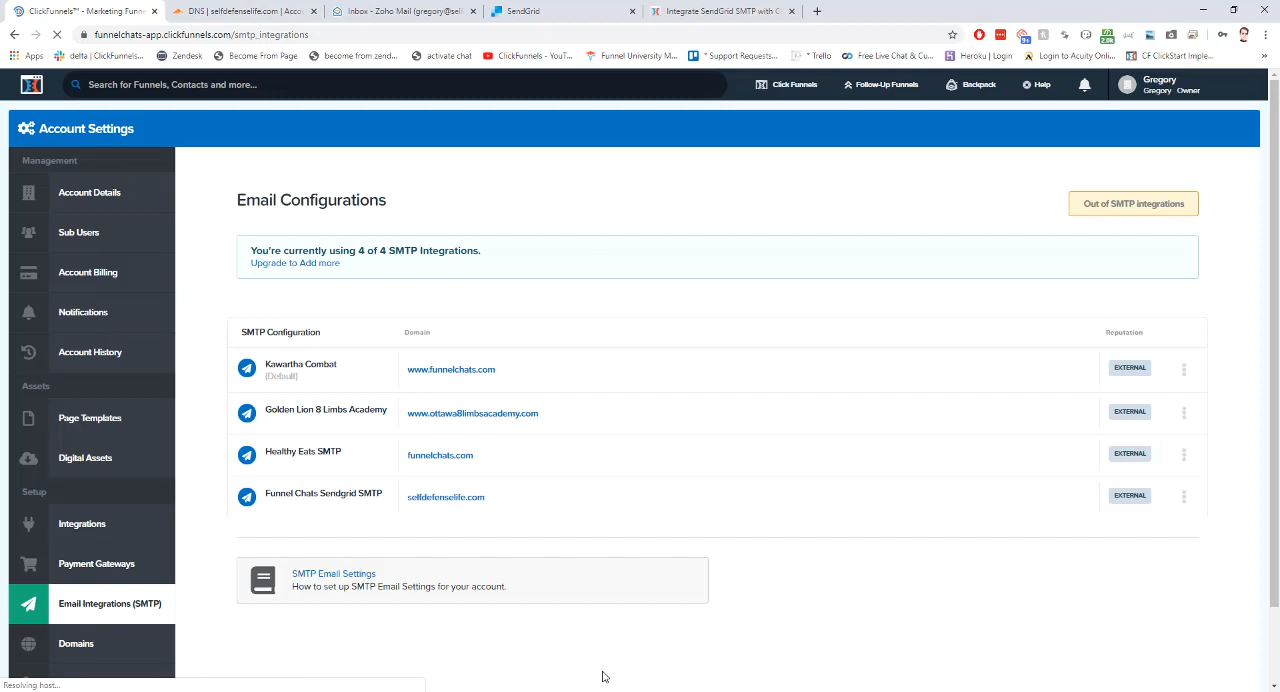 ClickFunnels™ - Marketing Funne
DNS | selfdefenselife.com | Acco
Inbox - Zoho Mail (gregory@sel
SendGrid
Integrate SendGrid SMTP with C
funnelchats-app.clickfunnels.com/smtp_integrations
Apps
delta | ClickFunnels...
Zendesk
Become From Page
become from zend...
activate chat
ClickFunnels - YouT...
Funnel University M...
* Support Requests...
* Trello
Free Live Chat & Cu...
Heroku | Login
Login to Acuity Onli...
CF ClickStart Imple...
Search for Funnels, Contacts and more...
Click Funnels
Follow-Up Funnels
Backpack
Help
Gregory
Gregory Owner
Account Settings
Management
Account Details
Sub Users
Account Billing
Notifications
Account History
Assets
Page Templates
Digital Assets
Setup
Integrations
Payment Gateways
Email Integrations (SMTP)
Domains
Email Configurations
Out of SMTP integrations
You're currently using 4 of 4 SMTP Integrations.
Upgrade to Add more
SMTP Configuration
Domain
Reputation
Kawartha Combat
(Default)
www.funnelchats.com
EXTERNAL
Golden Lion 8 Limbs Academy
www.ottawa8limbsacademy.com
EXTERNAL
Healthy Eats SMTP
funnelchats.com
EXTERNAL
Funnel Chats Sendgrid SMTP
selfdefenselife.com
EXTERNAL
SMTP Email Settings
How to set up SMTP Email Settings for your account.
Resolving host...